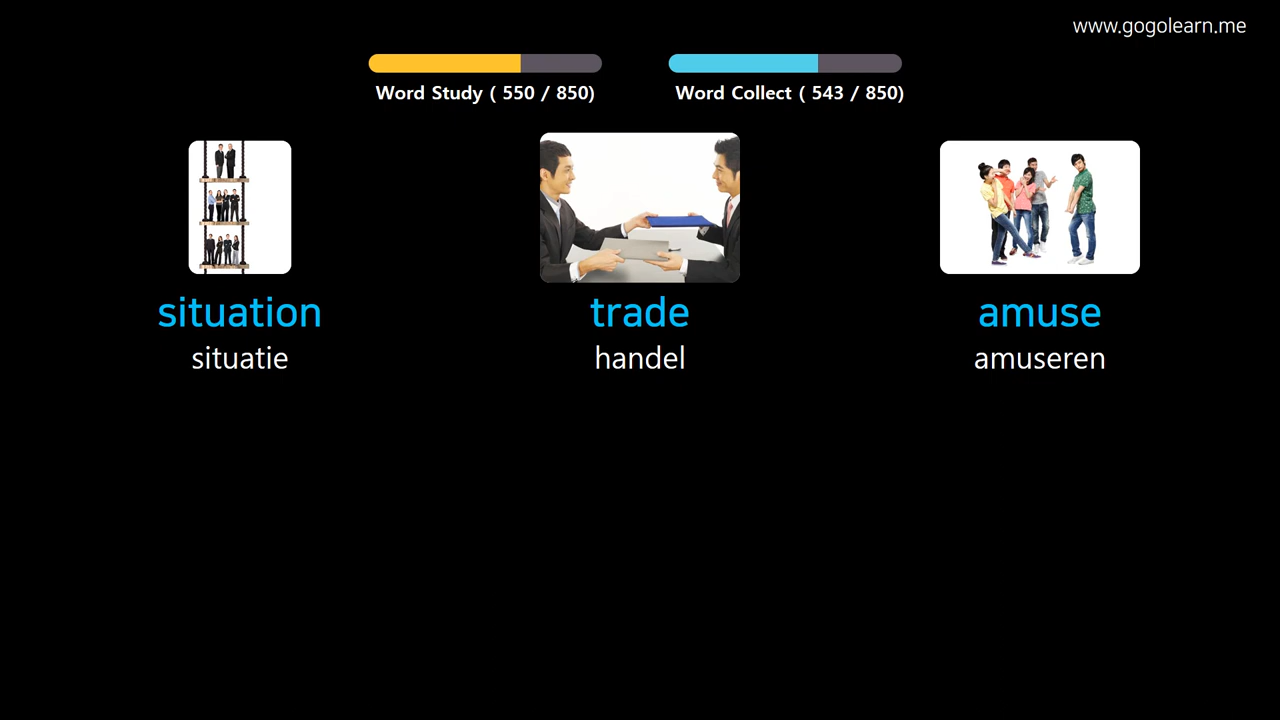 www.gogolearn.me
Word Study ( 550 / 850)
Word Collect ( 543 / 850)
situation
trade
amuse
situatie
handel
amuseren